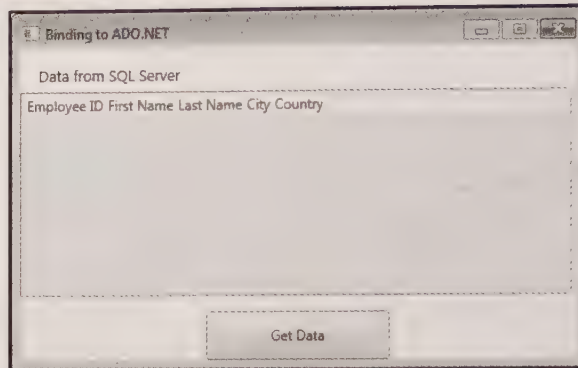 Binding to ADO.NET
Data from SQL Server
Employee ID First Name Last Name City Country
Get Data